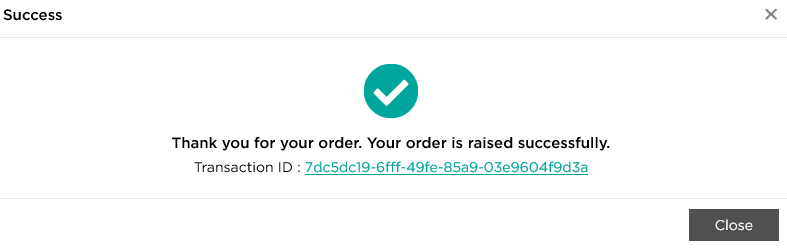 Success
Thank you for your order. Your order is raised successfully.
Transaction ID : 7dc5dc19-6fff-49fe-85a9-03e9604f9d3a
Close